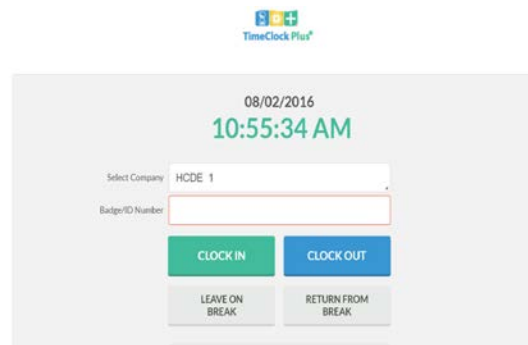 TimeClock Plus
08/02/2016
10:55:34 AM
Select Company HCDE 1
Badge/ID Number
CLOCK IN CLOCK OUT
LEAVE ON RETURN FROM
BREAK BREAK